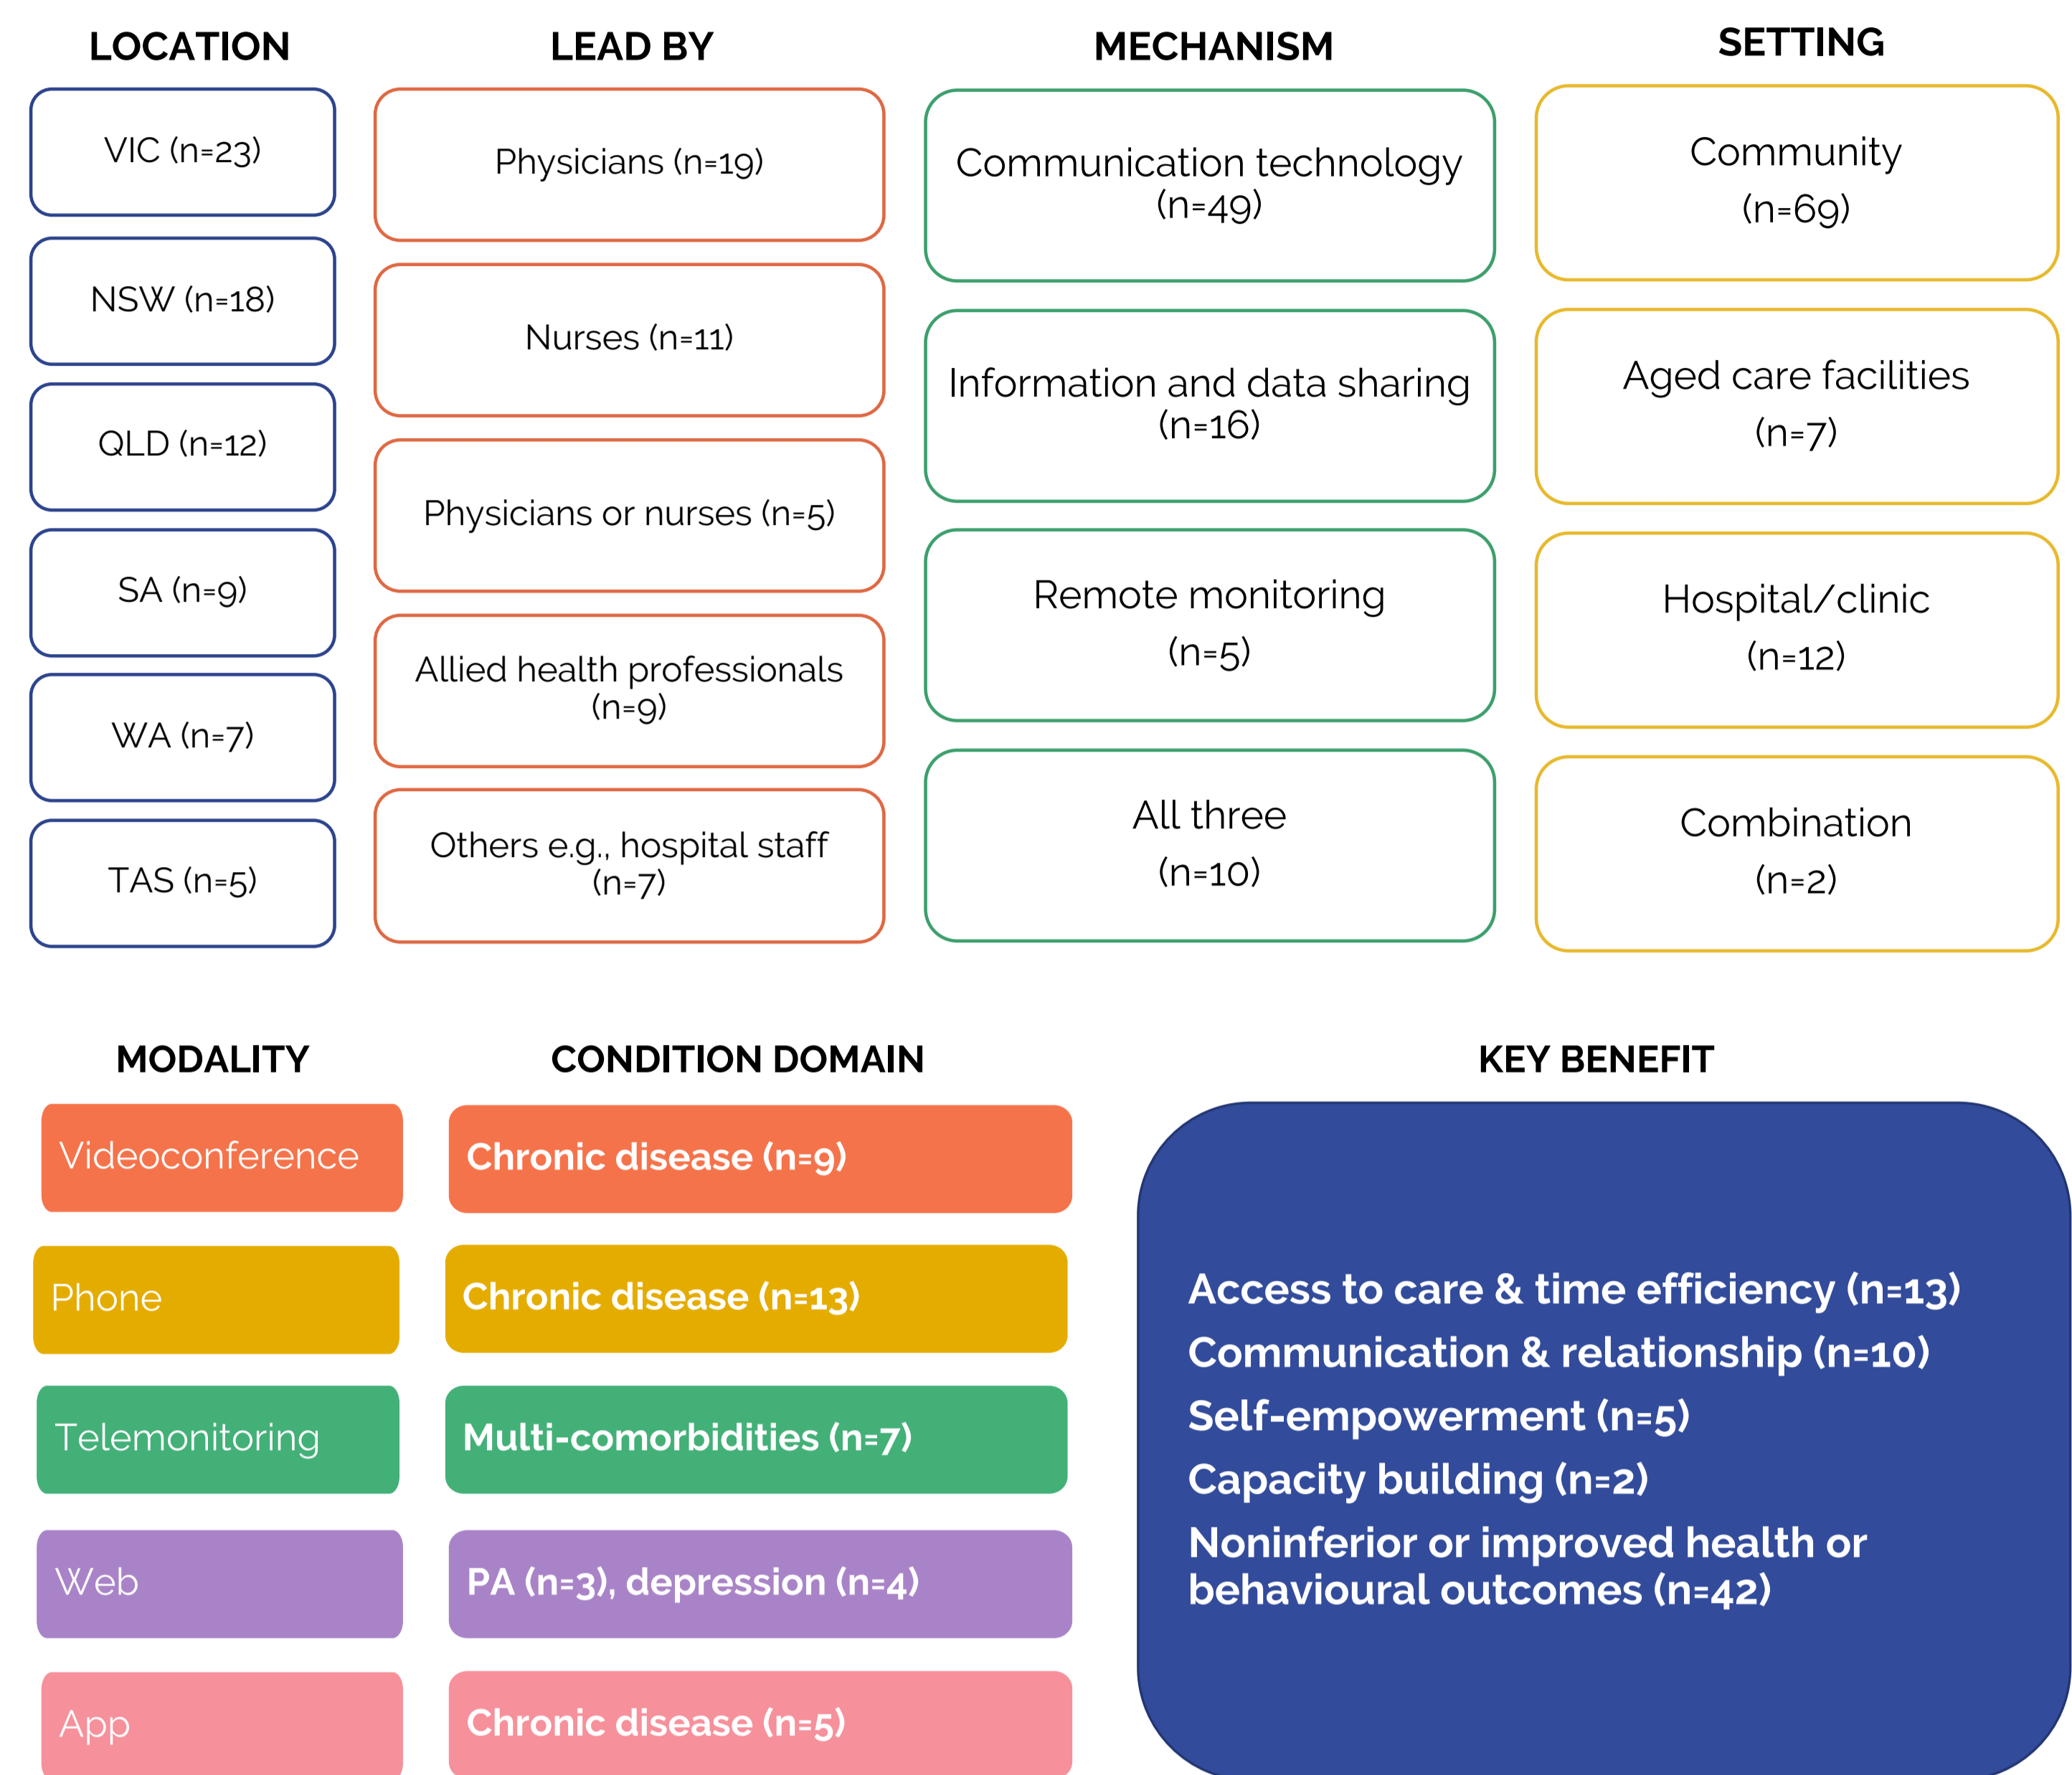 LOCATION
VIC (n=23)
NSW (n=18)
QLD (n=12)
SA (n=9)
WA (n=7)
TAS (n=5)
LEAD BY
Physicians (n=19)
Nurses (n=11)
Physicians or nurses (n=5)
Allied health professionals
(n=9)
Others e.g., hospital staff
(n=7)
MECHANISM
Communication technology
(n=49)
Information and data sharing
(n=16)
Remote monitoring
(n=5)
All three
(n=10)
SETTING
Community
(n=69)
Aged care facilities
(n=7)
Hospital/clinic
(n=12)
Combination
(n=2)
MODALITY
Videoconference
Phone
Telemonitoring
Web
App
CONDITION DOMAIN
Chronic disease (n=9)
Chronic disease (n=13)
Multi-comorbidities (n=7)
PA (n=3), depression (n=4)
Chronic disease (n=5)
KEY BENEFIT
Access to care & time efficiency (n=13)
Communication & relationship (n=10)
Self-empowerment (n=5)
Capacity building (n=2)
Noninferior or improved health or
behavioural outcomes (n=42)